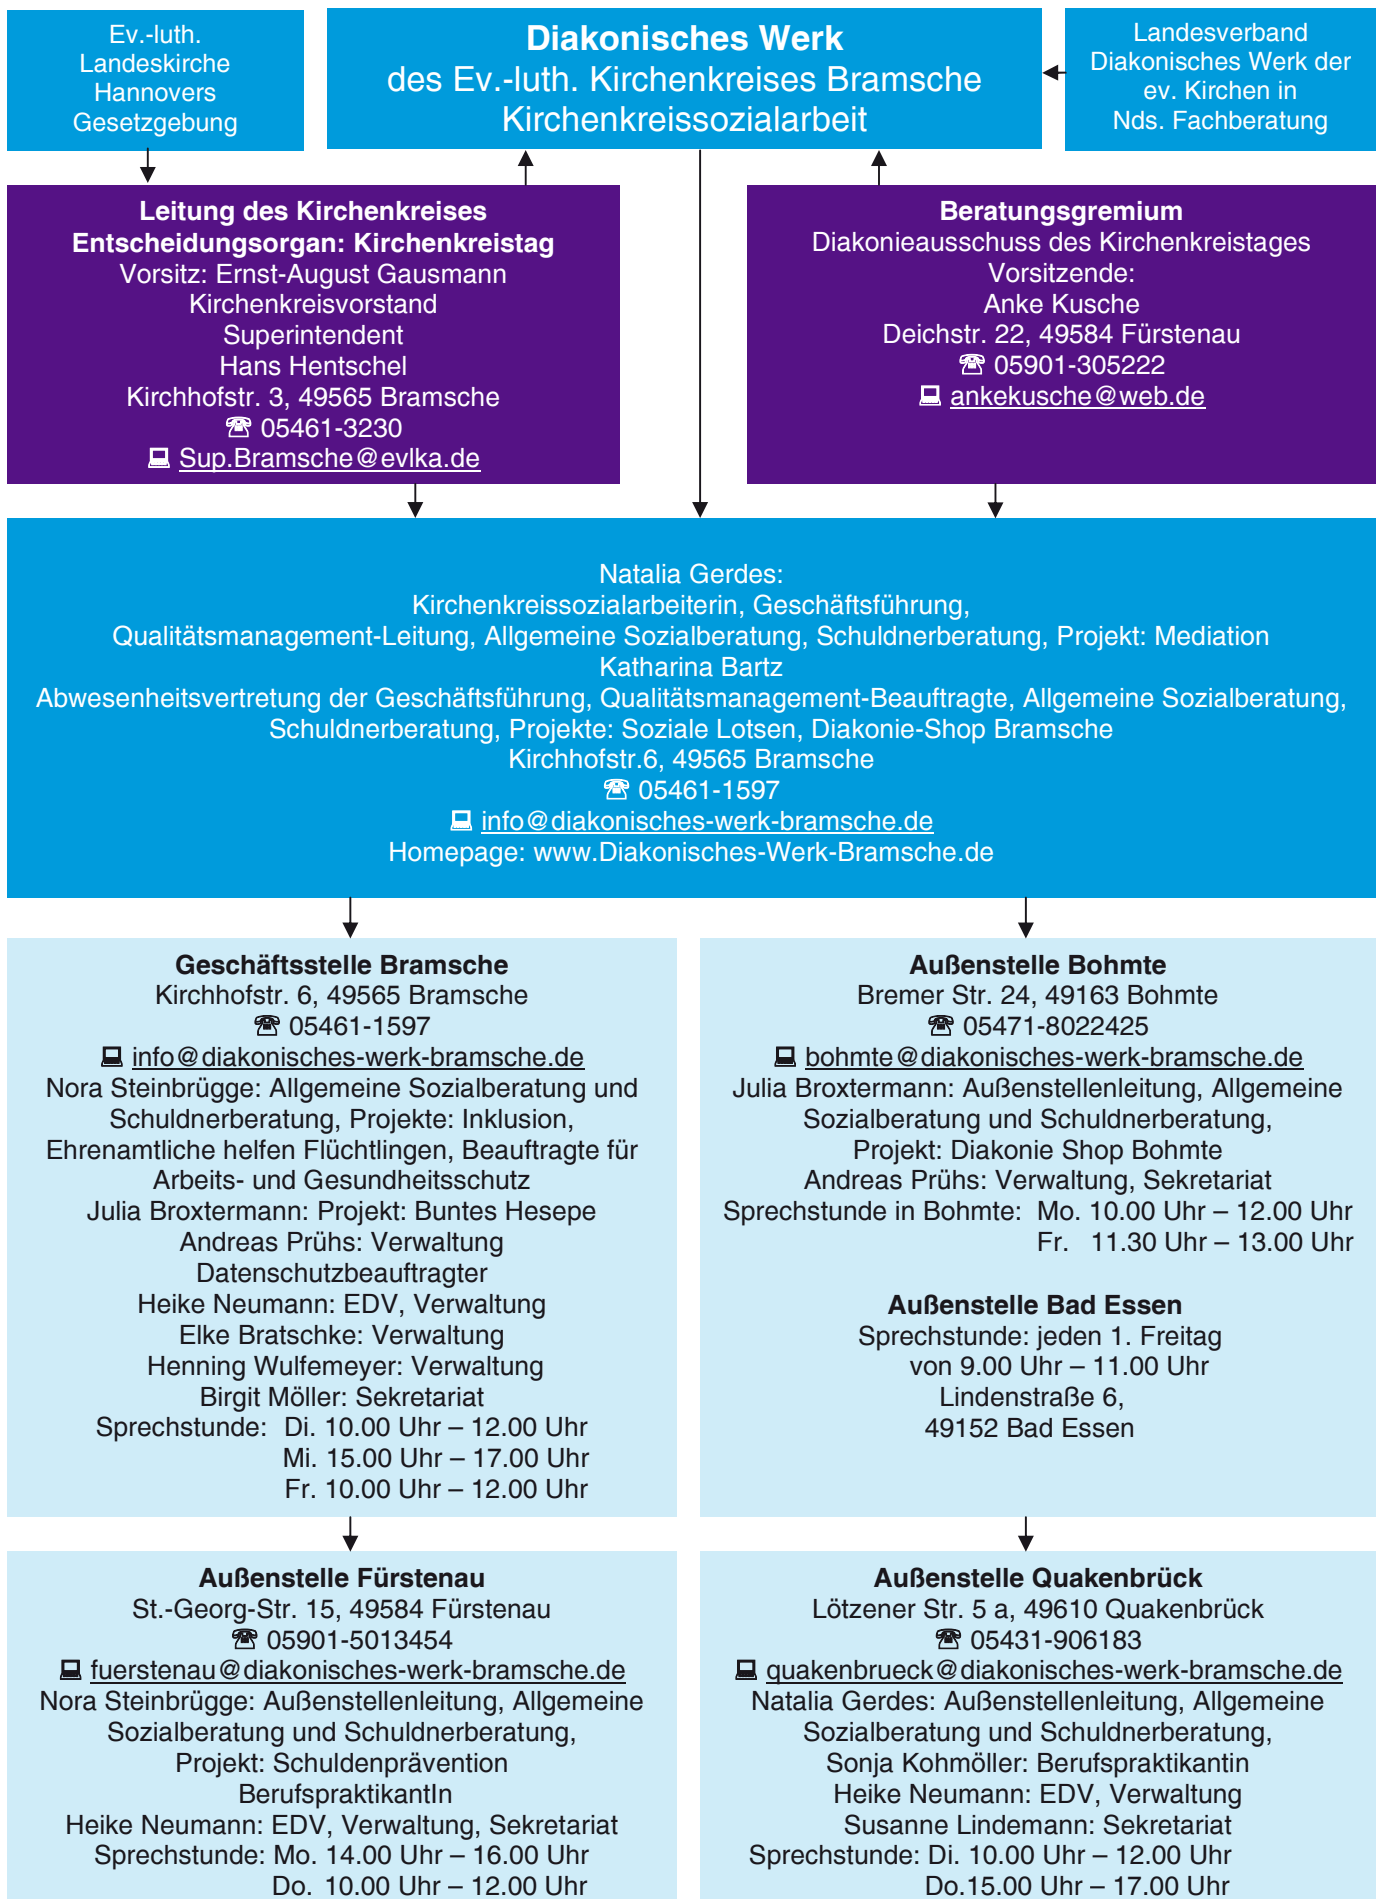 Ev.-luth.
Landeskirche
Hannovers
Gesetzgebung
Diakonisches Werk
des Ev.-luth. Kirchenkreises Bramsche
Kirchenkreissozialarbeit
Landesverband
Diakonisches Werk der
ev. Kirchen in
Nds. Fachberatung
Leitung des Kirchenkreises
Entscheidungsorgan: Kirchenkreistag
Vorsitz: Ernst-August Gausmann
Kirchenkreisvorstand
Superintendent
Hans Hentschel
Kirchhofstr. 3, 49565 Bramsche
☎ 05461-3230
💻 Sup.Bramsche@evlka.de
Beratungsgremium
Diakonieausschuss des Kirchenkreistages
Vorsitzende:
Anke Kusche
Deichstr. 22, 49584 Fürstenau
☎ 05901-305222
💻 ankekusche@web.de
Natalia Gerdes:
Kirchenkreissozialarbeiterin, Geschäftsführung,
Qualitätsmanagement-Leitung, Allgemeine Sozialberatung, Schuldnerberatung, Projekt: Mediation
Katharina Bartz
Abwesenheitsvertretung der Geschäftsführung, Qualitätsmanagement-Beauftragte, Allgemeine Sozialberatung,
Schuldnerberatung, Projekte: Soziale Lotsen, Diakonie-Shop Bramsche
Kirchhofstr.6, 49565 Bramsche
☎ 05461-1597
💻 info@diakonisches-werk-bramsche.de
Homepage: www.Diakonisches-Werk-Bramsche.de
Geschäftsstelle Bramsche
Kirchhofstr. 6, 49565 Bramsche
☎ 05461-1597
💻 info@diakonisches-werk-bramsche.de
Nora Steinbrügge: Allgemeine Sozialberatung und
Schuldnerberatung, Projekte: Inklusion,
Ehrenamtliche helfen Flüchtlingen, Beauftragte für
Arbeits- und Gesundheitsschutz
Julia Broxtermann: Projekt: Buntes Hesepe
Andreas Prühs: Verwaltung
Datenschutzbeauftragter
Heike Neumann: EDV, Verwaltung
Elke Bratschke: Verwaltung
Henning Wulfemeyer: Verwaltung
Birgit Möller: Sekretariat
Sprechstunde: Di. 10.00 Uhr – 12.00 Uhr
Mi. 15.00 Uhr – 17.00 Uhr
Fr. 10.00 Uhr – 12.00 Uhr
Außenstelle Bohmte
Bremer Str. 24, 49163 Bohmte
☎ 05471-8022425
💻 bohmte@diakonisches-werk-bramsche.de
Julia Broxtermann: Außenstellenleitung, Allgemeine
Sozialberatung und Schuldnerberatung,
Projekt: Diakonie Shop Bohmte
Andreas Prühs: Verwaltung, Sekretariat
Sprechstunde in Bohmte: Mo. 10.00 Uhr – 12.00 Uhr
Fr. 11.30 Uhr – 13.00 Uhr
Außenstelle Bad Essen
Sprechstunde: jeden 1. Freitag
von 9.00 Uhr – 11.00 Uhr
Lindenstraße 6,
49152 Bad Essen
Außenstelle Fürstenau
St.-Georg-Str. 15, 49584 Fürstenau
☎ 05901-5013454
💻 fuerstenau@diakonisches-werk-bramsche.de
Nora Steinbrügge: Außenstellenleitung, Allgemeine
Sozialberatung und Schuldnerberatung,
Projekt: Schuldenprävention
BerufspraktikantIn
Heike Neumann: EDV, Verwaltung, Sekretariat
Sprechstunde: Mo. 14.00 Uhr – 16.00 Uhr
Do. 10.00 Uhr – 12.00 Uhr
Außenstelle Quakenbrück
Lötzener Str. 5 a, 49610 Quakenbrück
☎ 05431-906183
💻 quakenbrueck@diakonisches-werk-bramsche.de
Natalia Gerdes: Außenstellenleitung, Allgemeine
Sozialberatung und Schuldnerberatung,
Sonja Kohmöller: Berufspraktikantin
Heike Neumann: EDV, Verwaltung
Susanne Lindemann: Sekretariat
Sprechstunde: Di. 10.00 Uhr – 12.00 Uhr
Do.15.00 Uhr – 17.00 Uhr